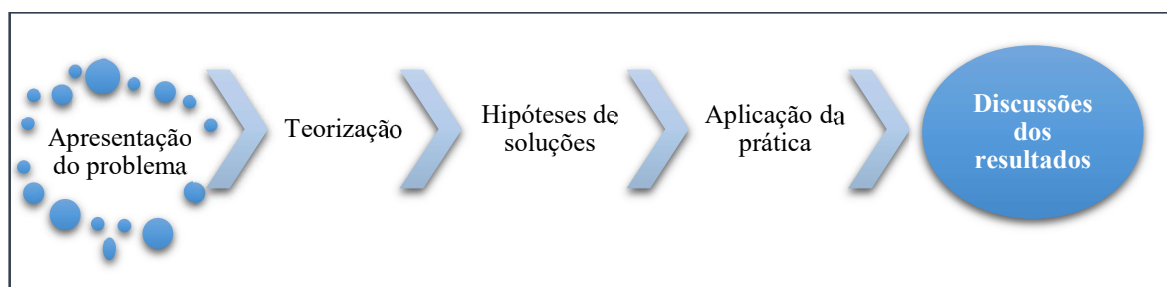 Apresentação
do problema
Teorização
Hipóteses de
soluções
Aplicação da
prática
Discussões
dos
resultados